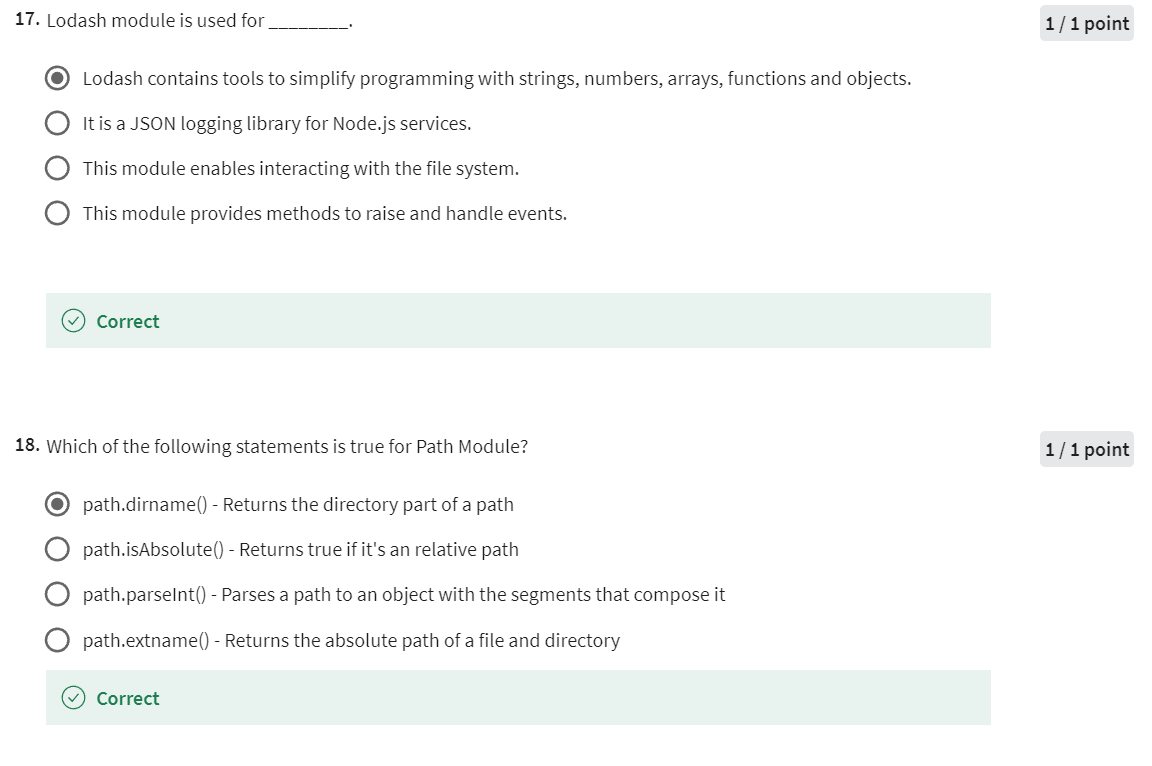 17. Lodash module is used for ________.
1 / 1 point
Lodash contains tools to simplify programming with strings, numbers, arrays, functions and objects.
It is a JSON logging library for Node.js services.
This module enables interacting with the file system.
This module provides methods to raise and handle events.
Correct
18. Which of the following statements is true for Path Module?
1 / 1 point
path.dirname() - Returns the directory part of a path
path.isAbsolute() - Returns true if it's an relative path
path.parseInt() - Parses a path to an object with the segments that compose it
path.extname() - Returns the absolute path of a file and directory
Correct